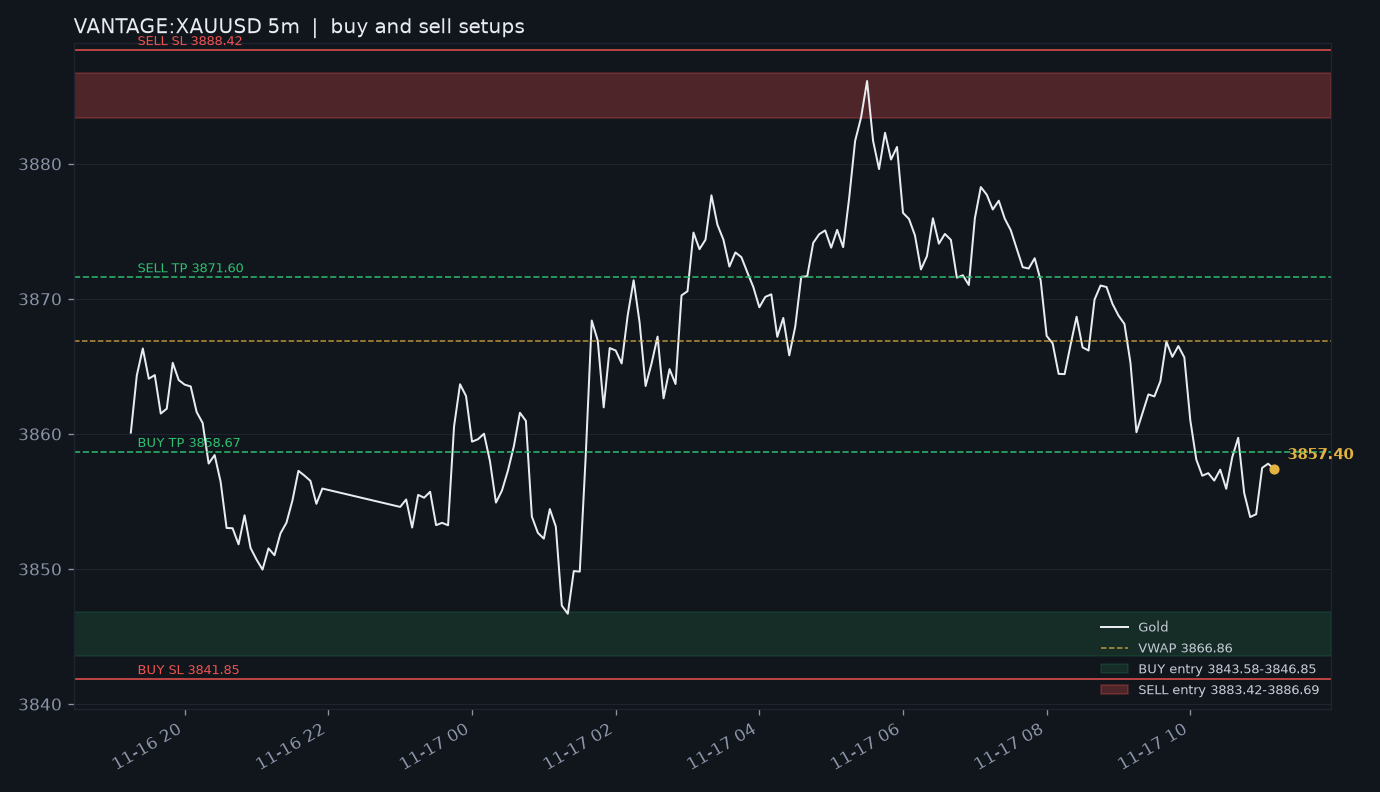 VANTAGE:XAUUSD 5m | buy and sell setups
SELL SL 3888.42
3880
SELL TP 3871.60
3870
3860
BUY TP 3858.67
3857.40
3850
BUY SL 3841.85
3840
Gold
VWAP 3866.86
BUY entry 3843.58-3846.85
SELL entry 3883.42-3886.69
11-16 20
11-16 22
11-17 00
11-17 02
11-17 04
11-17 06
11-17 08
11-17 10